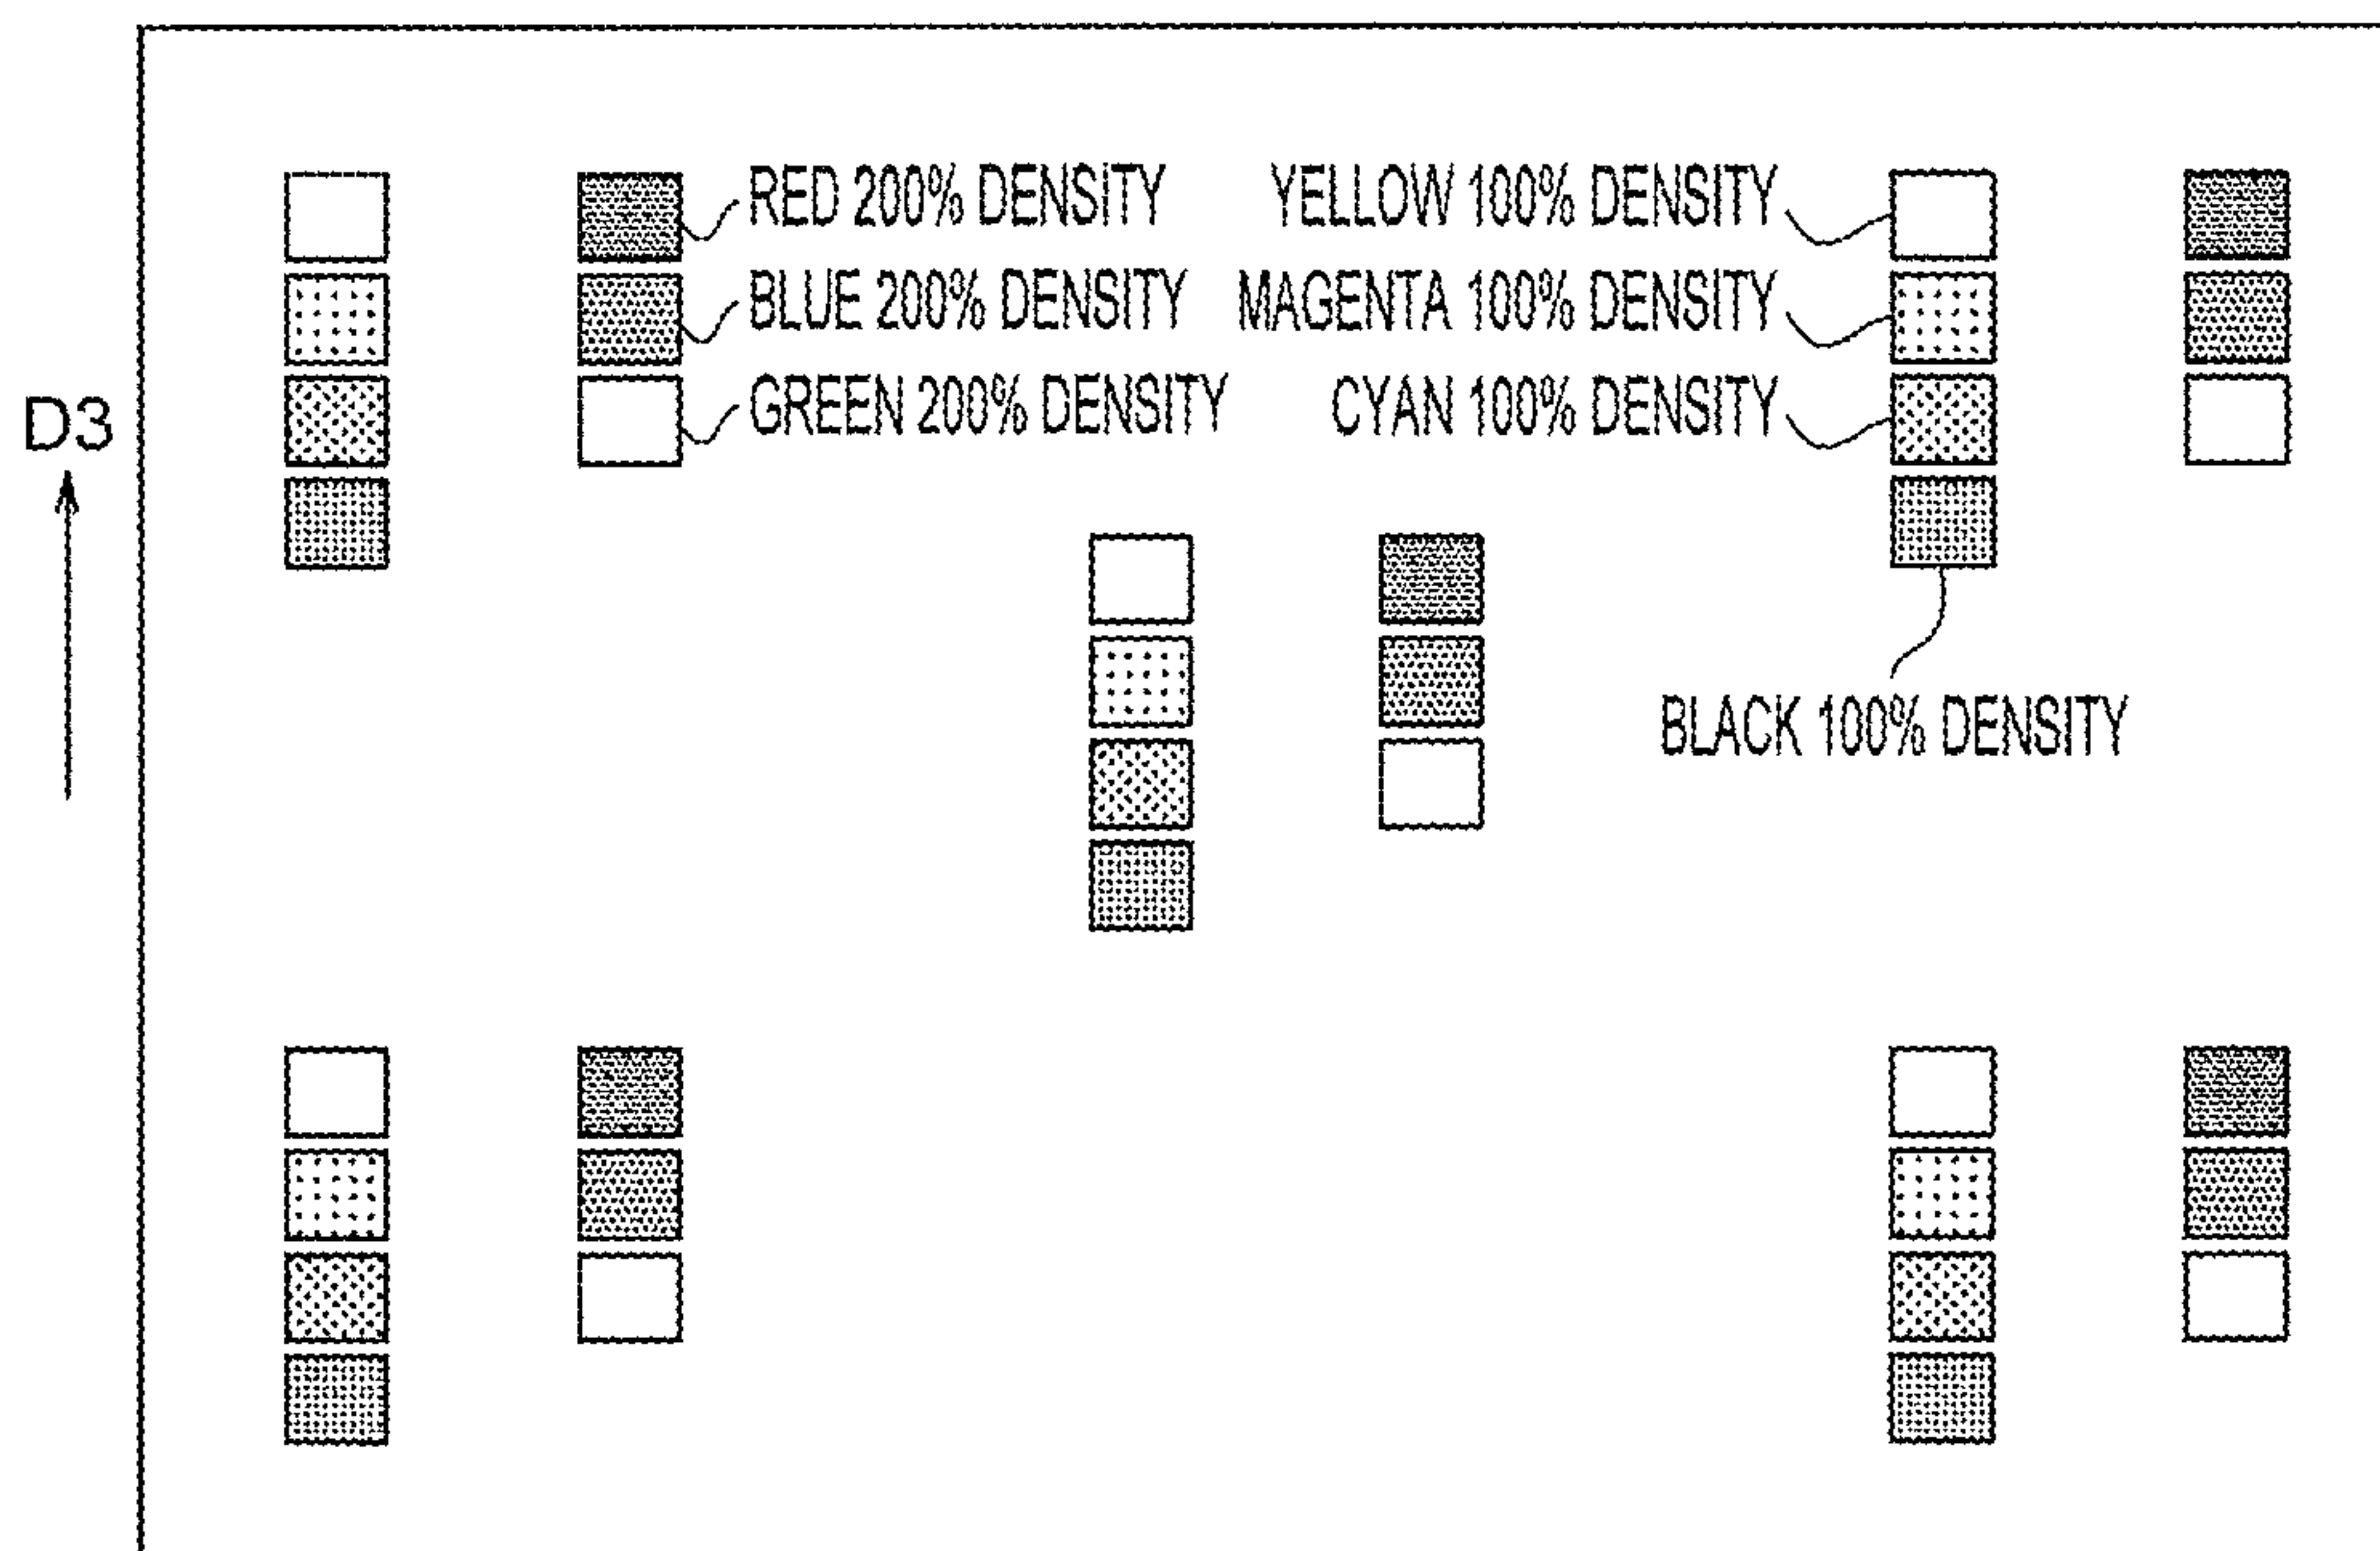 RED 200% DENSITY
YELLOW 100% DENSITY
BLUE 200% DENSITY
MAGENTA 100% DENSITY
GREEN 200% DENSITY
CYAN 100% DENSITY
D3
BLACK 100% DENSITY